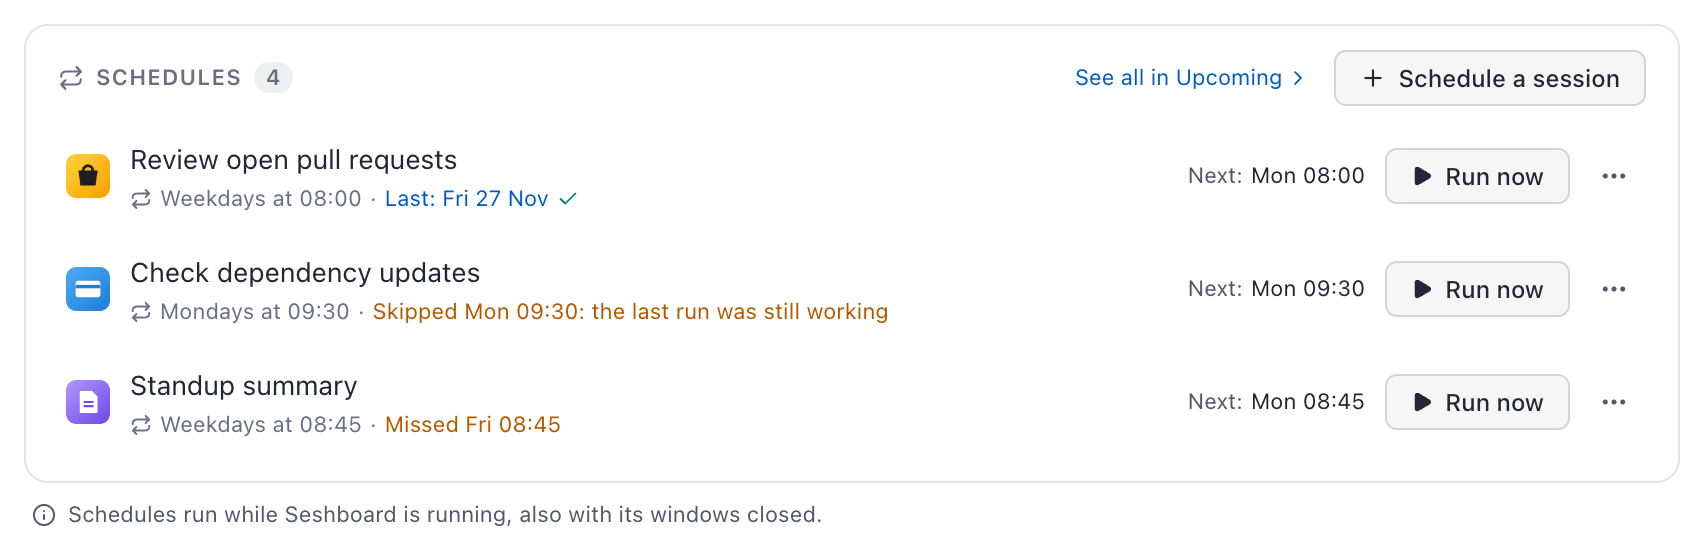 SCHEDULES 4
See all in Upcoming
Schedule a session
Review open pull requests
Weekdays at 08:00 · Last: Fri 27 Nov
Next: Mon 08:00
Run now
Check dependency updates
Mondays at 09:30 · Skipped Mon 09:30: the last run was still working
Next: Mon 09:30
Run now
Standup summary
Weekdays at 08:45 · Missed Fri 08:45
Next: Mon 08:45
Run now
Schedules run while Seshboard is running, also with its windows closed.